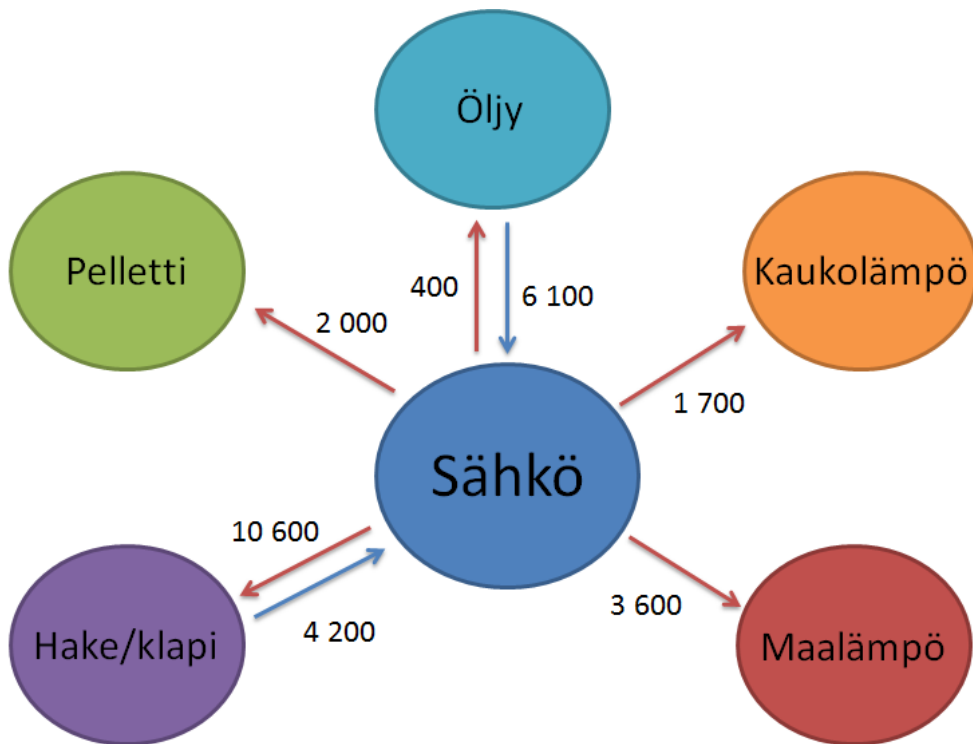 Öljy
Pelletti
Kaukolämpö
400
6 100
2 000
1 700
Sähkö
10 600
4 200
3 600
Hake/klapi
Maalämpö